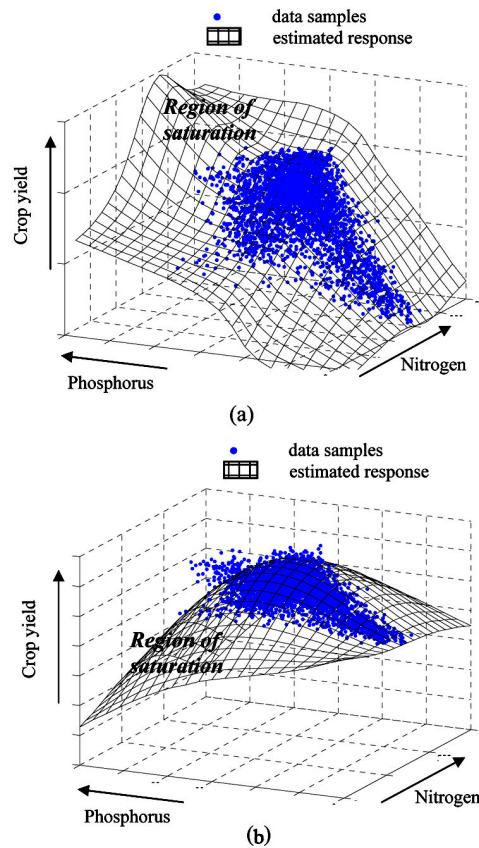 data samples
estimated response
Region of
saturation
Crop yield
Phosphorus
Nitrogen
(a)
data samples
estimated response
Region of
saturation
Crop yield
Phosphorus
Nitrogen
(b)